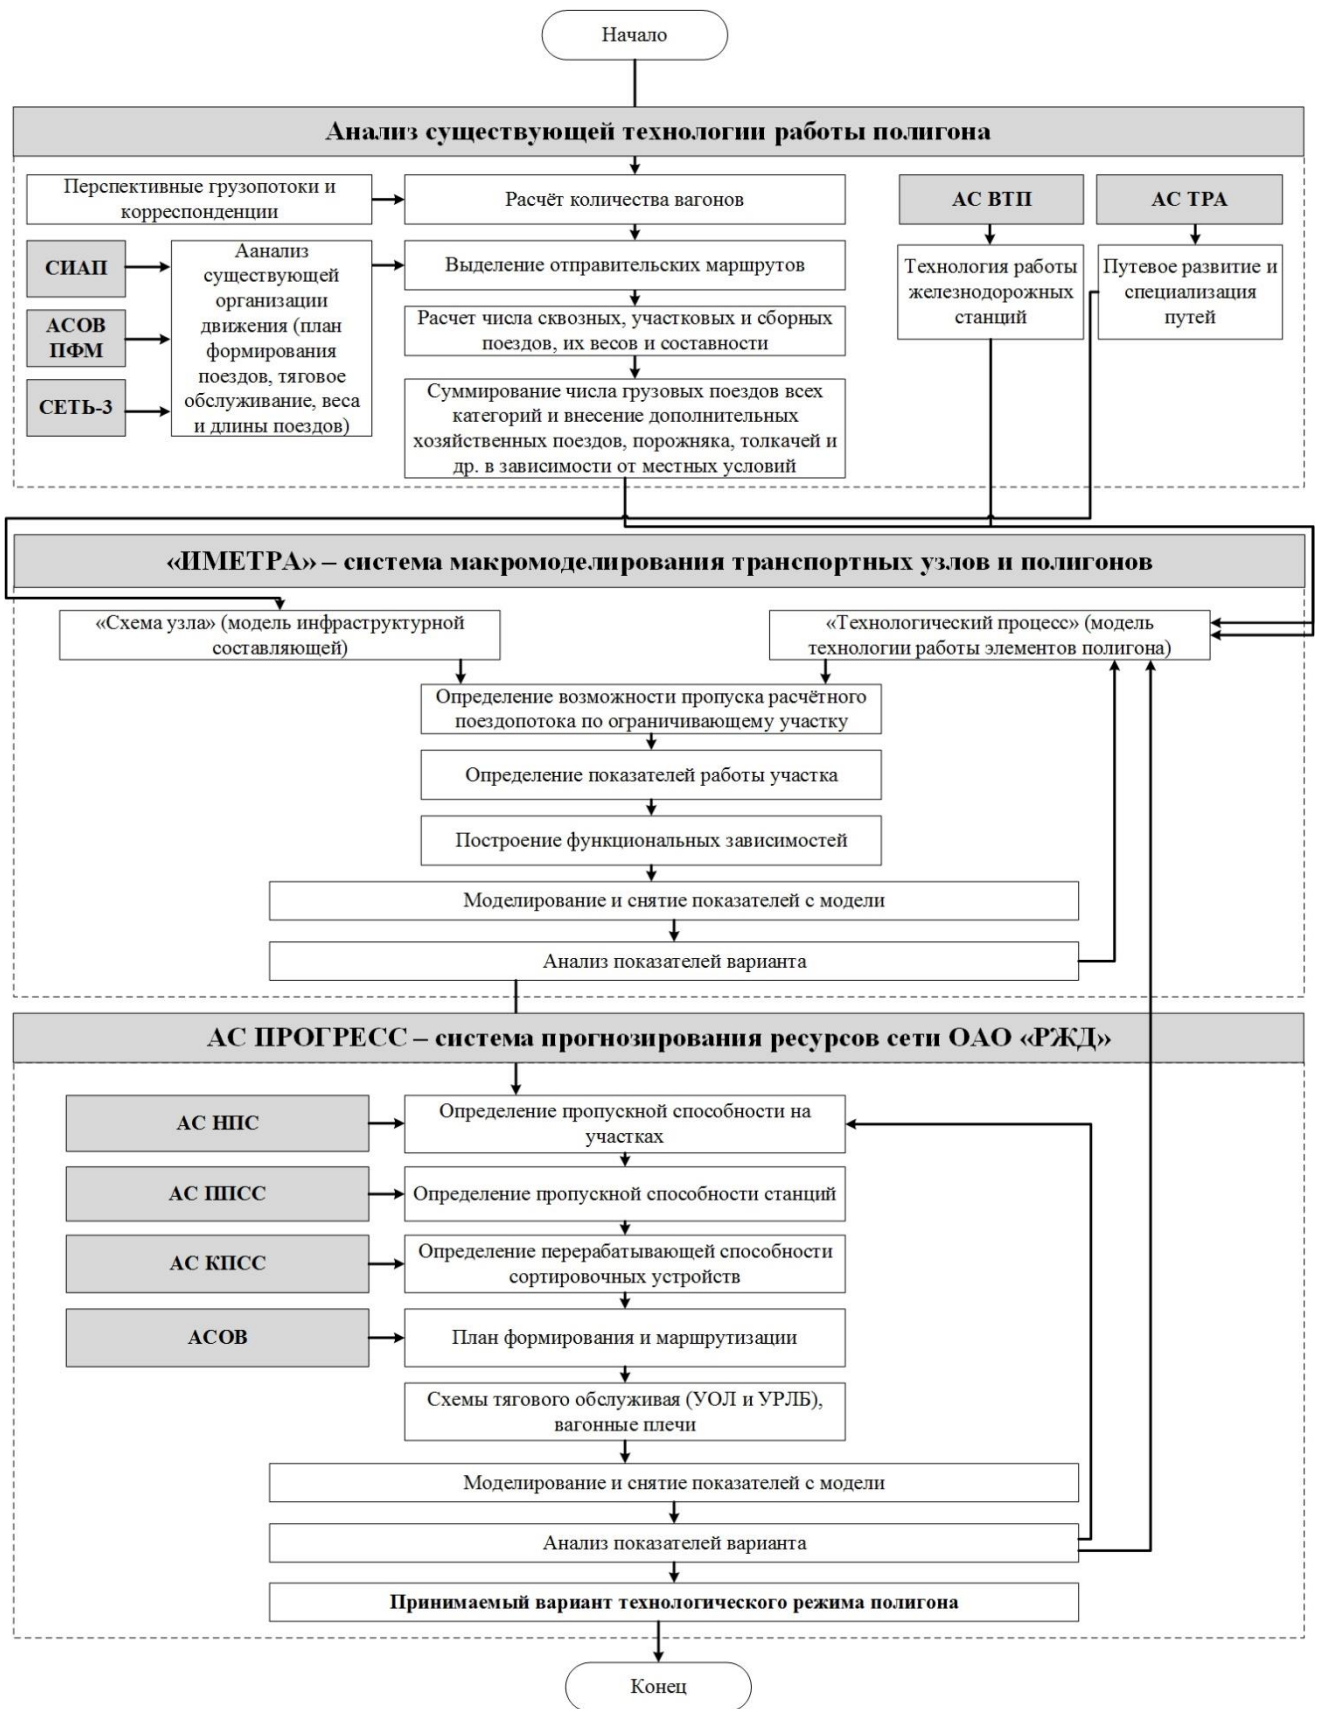 Начало
Анализ существующей технологии работы полигона
Перспективные грузопотоки и
корреспонденции
Расчёт количества вагонов
АС ВТП
АС ТРА
СИАП
АСОВ
ПФМ
СЕТЬ-3
Аанализ
существующей
организации
движения (план
формирования
поездов, тяговое
обслуживание, веса
и длины поездов)
Выделение отправительских маршрутов
Расчет числа сквозных, участковых и сборных
поездов, их весов и составности
Суммирование числа грузовых поездов всех
категорий и внесение дополнительных
хозяйственных поездов, порожняка, толкачей и
др. в зависимости от местных условий
Технология работы
железнодорожных
станций
Путевое развитие и
специализация
путей
«ИМЕТРА» – система макромоделирования транспортных узлов и полигонов
«Схема узла» (модель инфраструктурной
составляющей)
«Технологический процесс» (модель
технологии работы элементов полигона)
Определение возможности пропуска расчётного
поездопотока по ограничивающему участку
Определение показателей работы участка
Построение функциональных зависимостей
Моделирование и снятие показателей с модели
Анализ показателей варианта
АС ПРОГРЕСС – система прогнозирования ресурсов сети ОАО «РЖД»
АС НПС
Определение пропускной способности на
участках
АС ППСС
Определение пропускной способности станций
АС КПСС
Определение перерабатывающей способности
сортировочных устройств
АСОВ
План формирования и маршрутизации
Схемы тягового обслуживая (УОЛ и УРЛБ),
вагонные плечи
Моделирование и снятие показателей с модели
Анализ показателей варианта
Принимаемый вариант технологического режима полигона
Конец